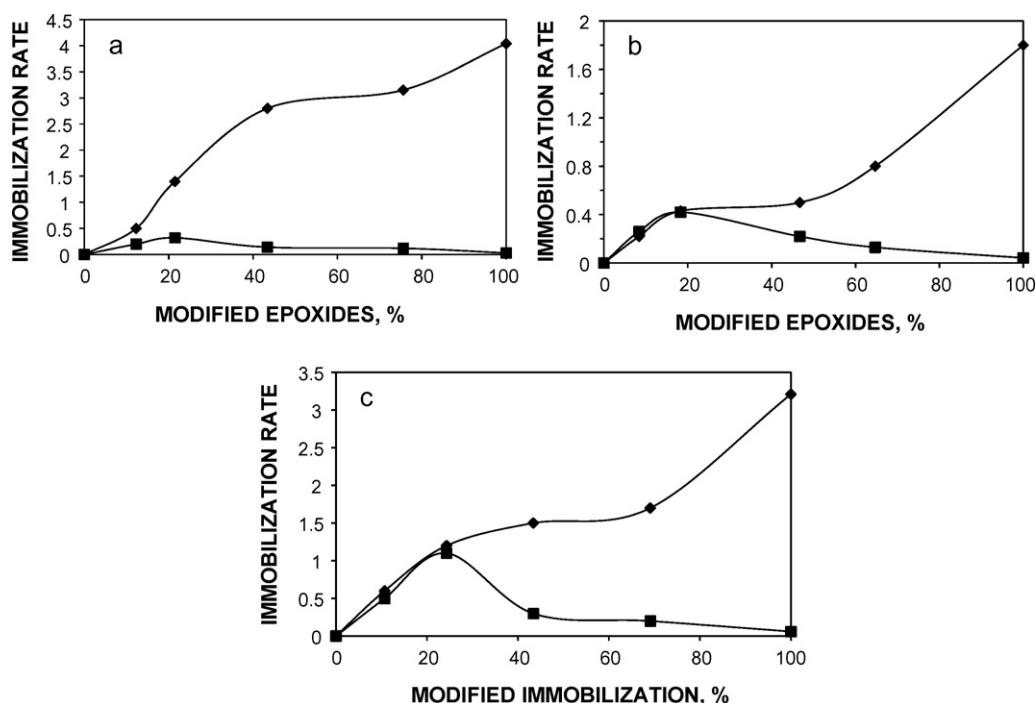 a
IMMOBILIZATION RATE
4.5
4
3.5
3
2.5
2
1.5
1
0.5
0
0 20 40 60 80 100
MODIFIED EPOXIDES, %
b
IMMOBILIZATION RATE
2
1.6
1.2
0.8
0.4
0
0 20 40 60 80 100
MODIFIED EPOXIDES, %
c
IMMOBILIZATION RATE
3.5
3
2.5
2
1.5
1
0.5
0
0 20 40 60 80 100
MODIFIED IMMOBILIZATION, %